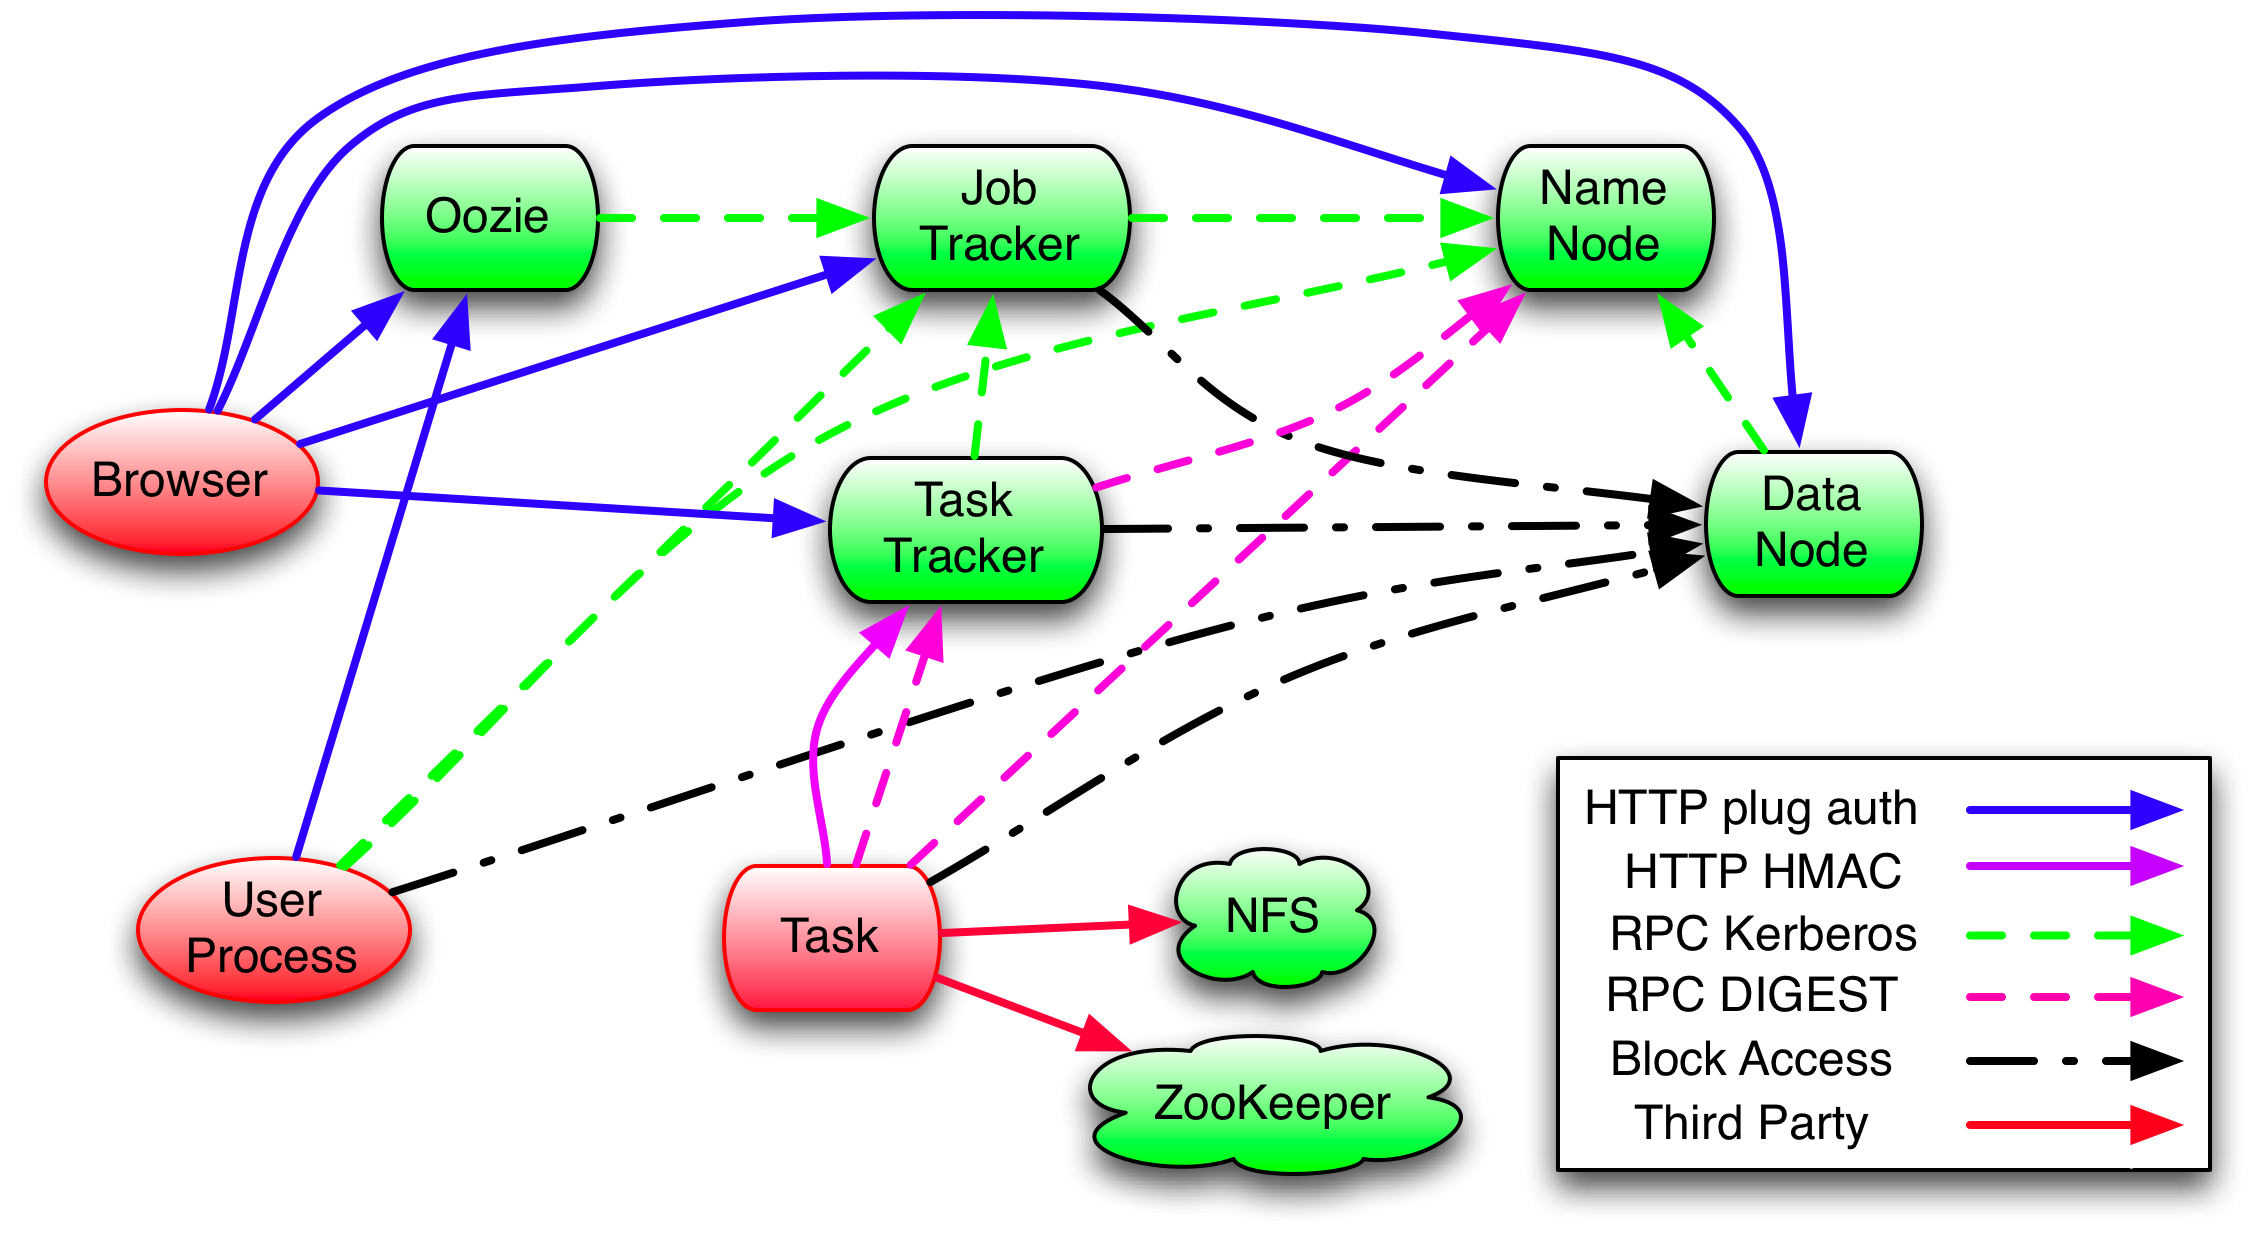 Oozie
Job
Tracker
Name
Node
Browser
Task
Tracker
Data
Node
User
Process
Task
NFS
ZooKeeper
HTTP plug auth
HTTP HMAC
RPC Kerberos
RPC DIGEST
Block Access
Third Party